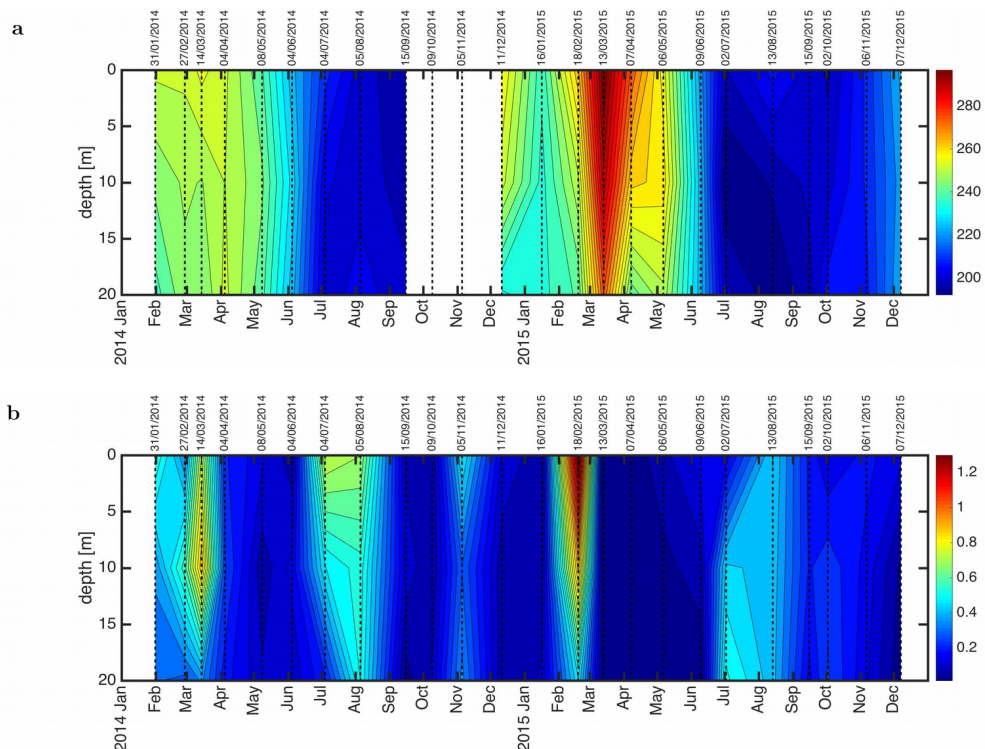 a
31/01/2014 27/02/2014 14/03/2014 04/04/2014 08/05/2014 04/06/2014 04/07/2014 05/08/2014 15/09/2014 09/10/2014 05/11/2014 11/12/2014 16/01/2015 18/02/2015 13/03/2015 07/04/2015 06/05/2015 09/06/2015 02/07/2015 13/08/2015 15/09/2015 02/10/2015 06/11/2015 07/12/2015
depth [m]
0
5
10
15
20
2014 Jan Feb Mar Apr May Jun Jul Aug Sep Oct Nov Dec 2015 Jan Feb Mar Apr May Jun Jul Aug Sep Oct Nov Dec
280
260
240
220
200
b
31/01/2014 27/02/2014 14/03/2014 04/04/2014 08/05/2014 04/06/2014 04/07/2014 05/08/2014 15/09/2014 09/10/2014 05/11/2014 11/12/2014 16/01/2015 18/02/2015 13/03/2015 07/04/2015 06/05/2015 09/06/2015 02/07/2015 13/08/2015 15/09/2015 02/10/2015 06/11/2015 07/12/2015
depth [m]
0
5
10
15
20
2014 Jan Feb Mar Apr May Jun Jul Aug Sep Oct Nov Dec 2015 Jan Feb Mar Apr May Jun Jul Aug Sep Oct Nov Dec
1.2
1
0.8
0.6
0.4
0.2